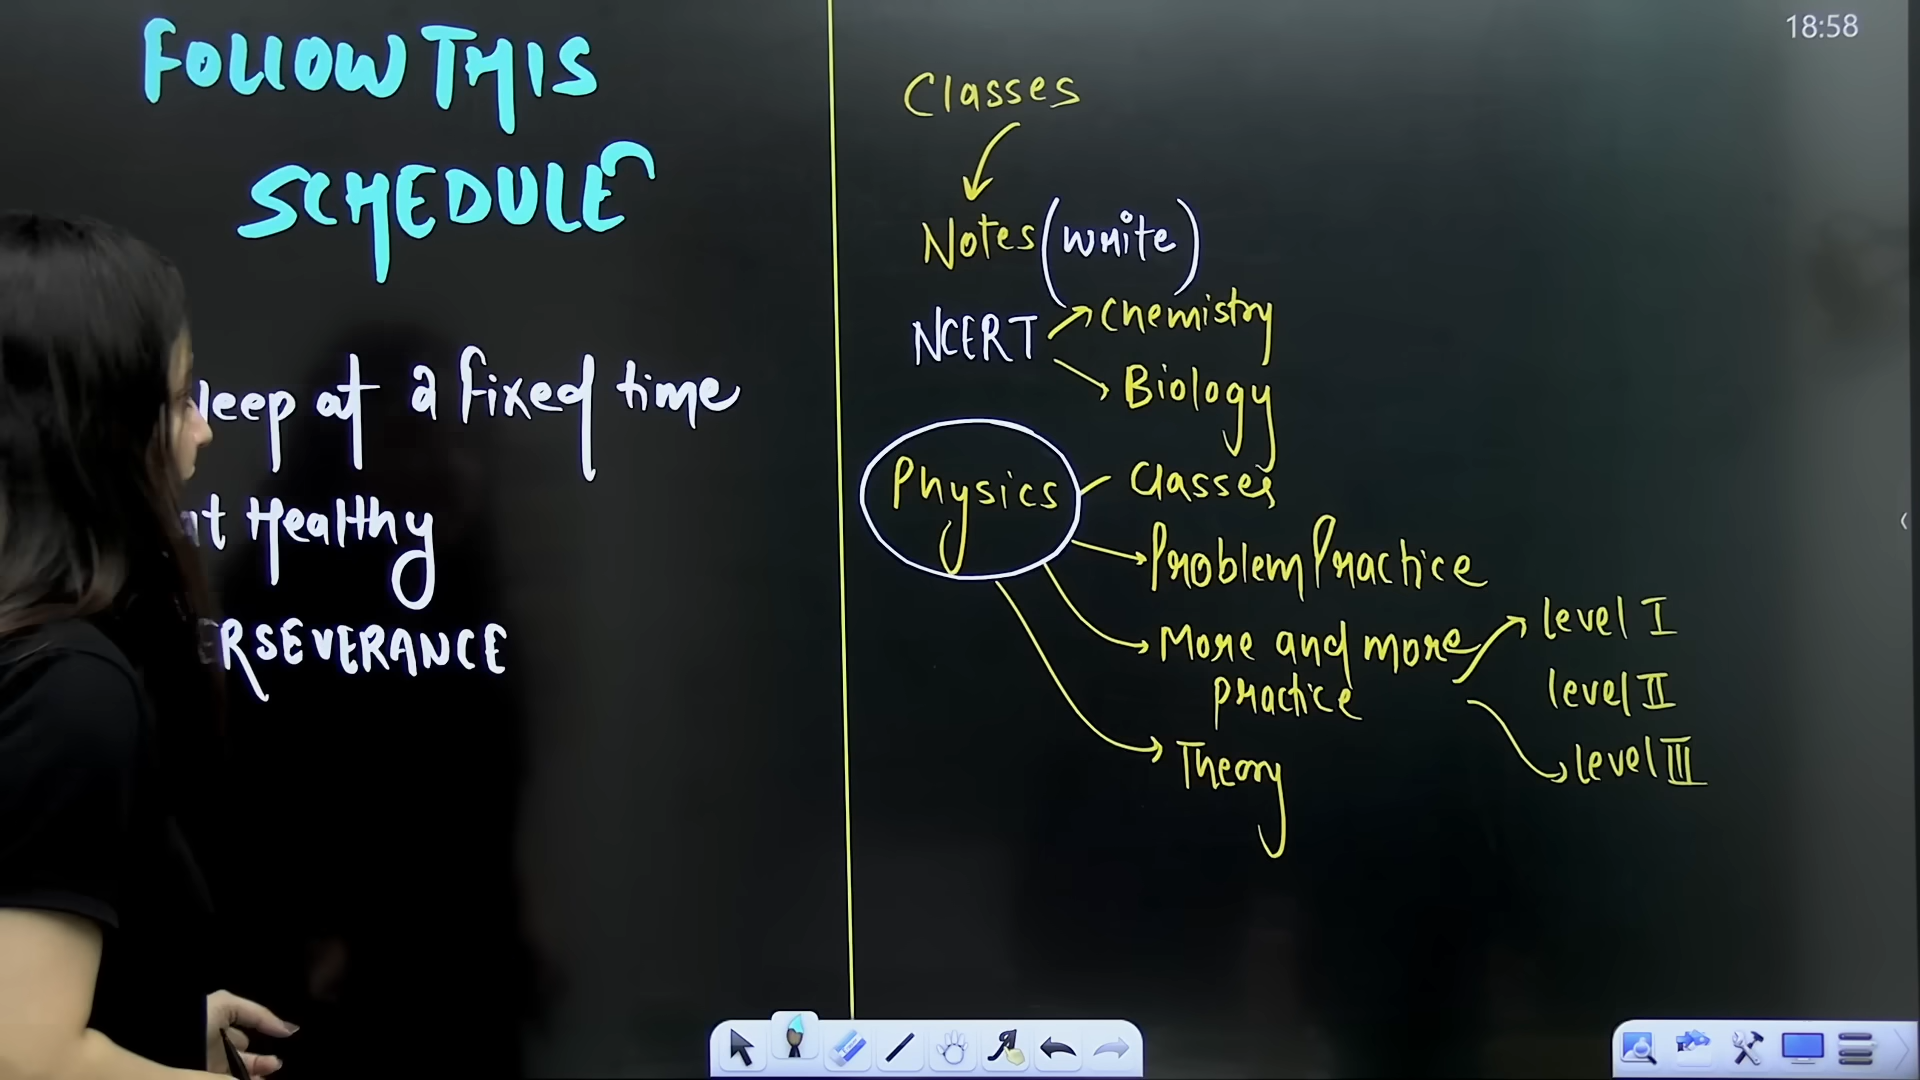 FOLLOW THIS
SCHEDULE
leep at a fixed time
t Healthy
RSEVERANCE
18:58
Classes
Notes (write)
NCERT
Chemistry
Biology
Physics
Classes
Problem Practice
More and more
practice
level I
level II
level III
Theory